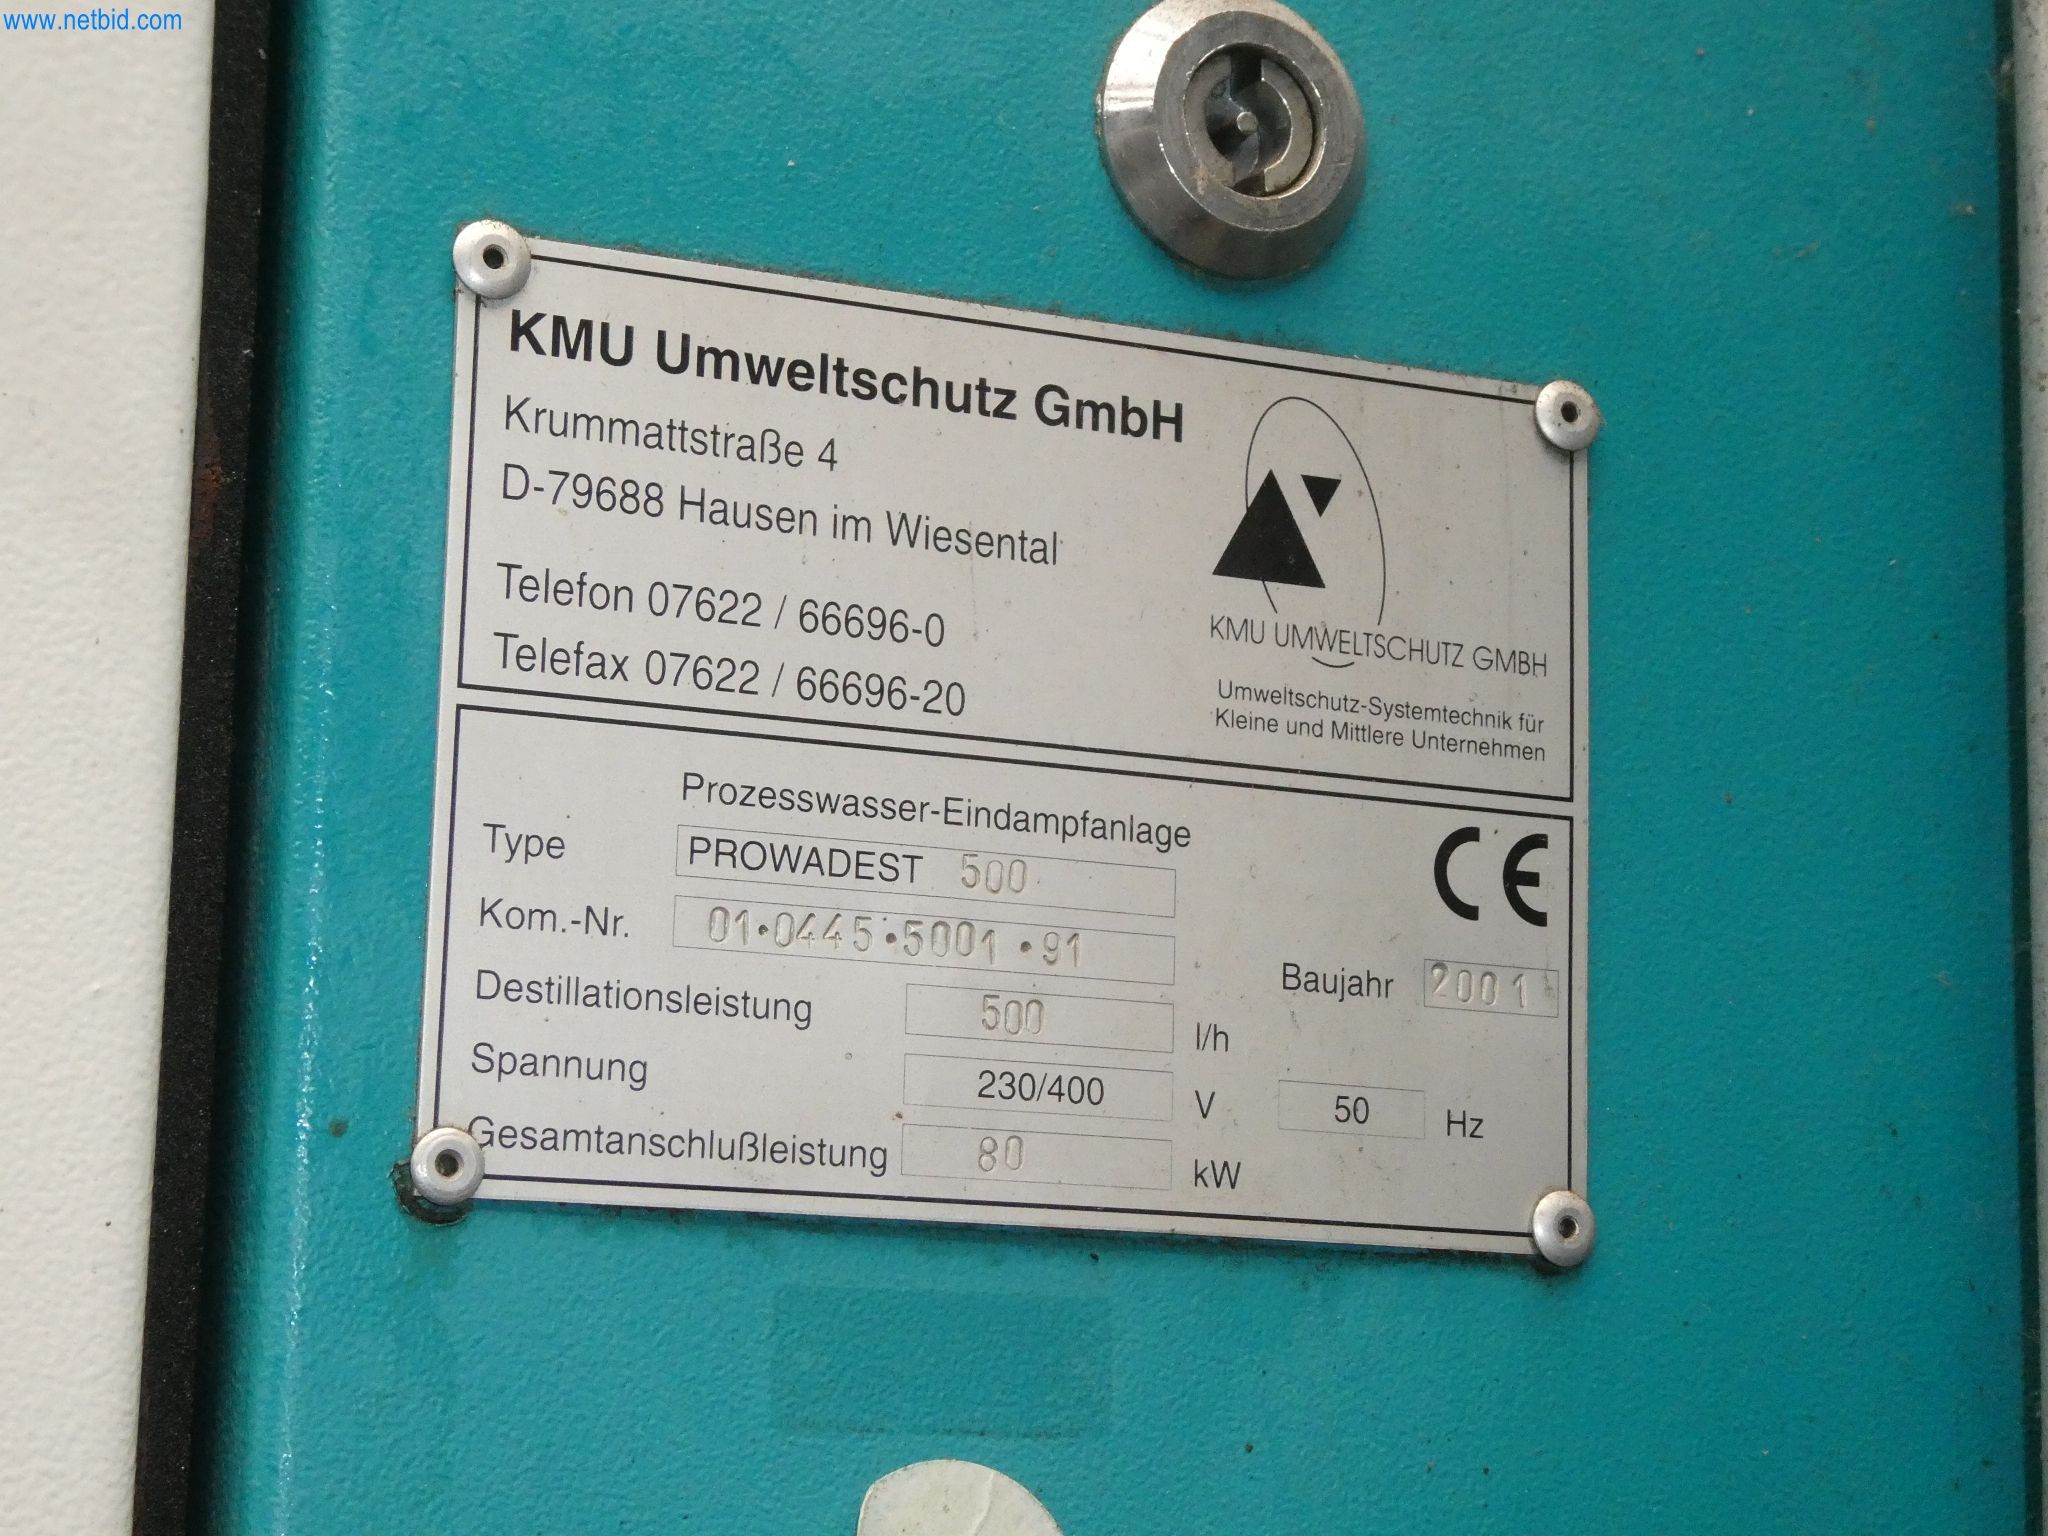 www.netbid.com
KMU Umweltschutz GmbH
Krummattstraße 4
D-79688 Hausen im Wiesental
Telefon 07622 / 66696-0
Telefax 07622 / 66696-20
KMU UMWELTSCHUTZ GMBH
Umweltschutz-Systemtechnik für
Kleine und Mittlere Unternehmen
Prozesswasser-Eindampfanlage
Type PROWADEST 500
CE
Kom.-Nr. 01·0445·5001·91
Baujahr 2001
Destillationsleistung 500 l/h
Spannung 230/400 V 50 Hz
Gesamtanschlußleistung 80 kW